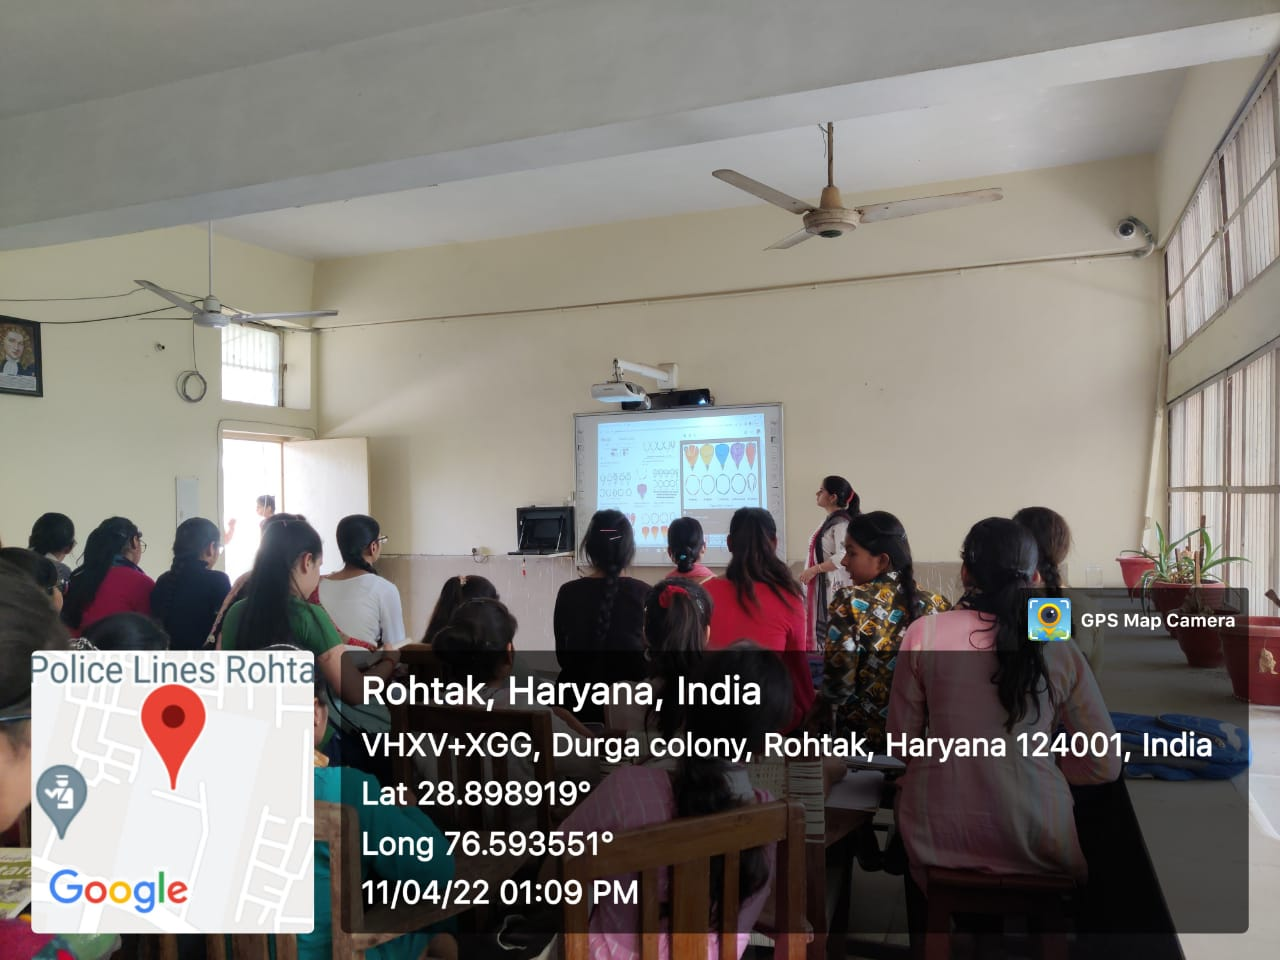 GPS Map Camera
Police Lines Rohta
Google
Rohtak, Haryana, India
VHXV+XGG, Durga colony, Rohtak, Haryana 124001, India
Lat 28.898919°
Long 76.593551°
11/04/22 01:09 PM